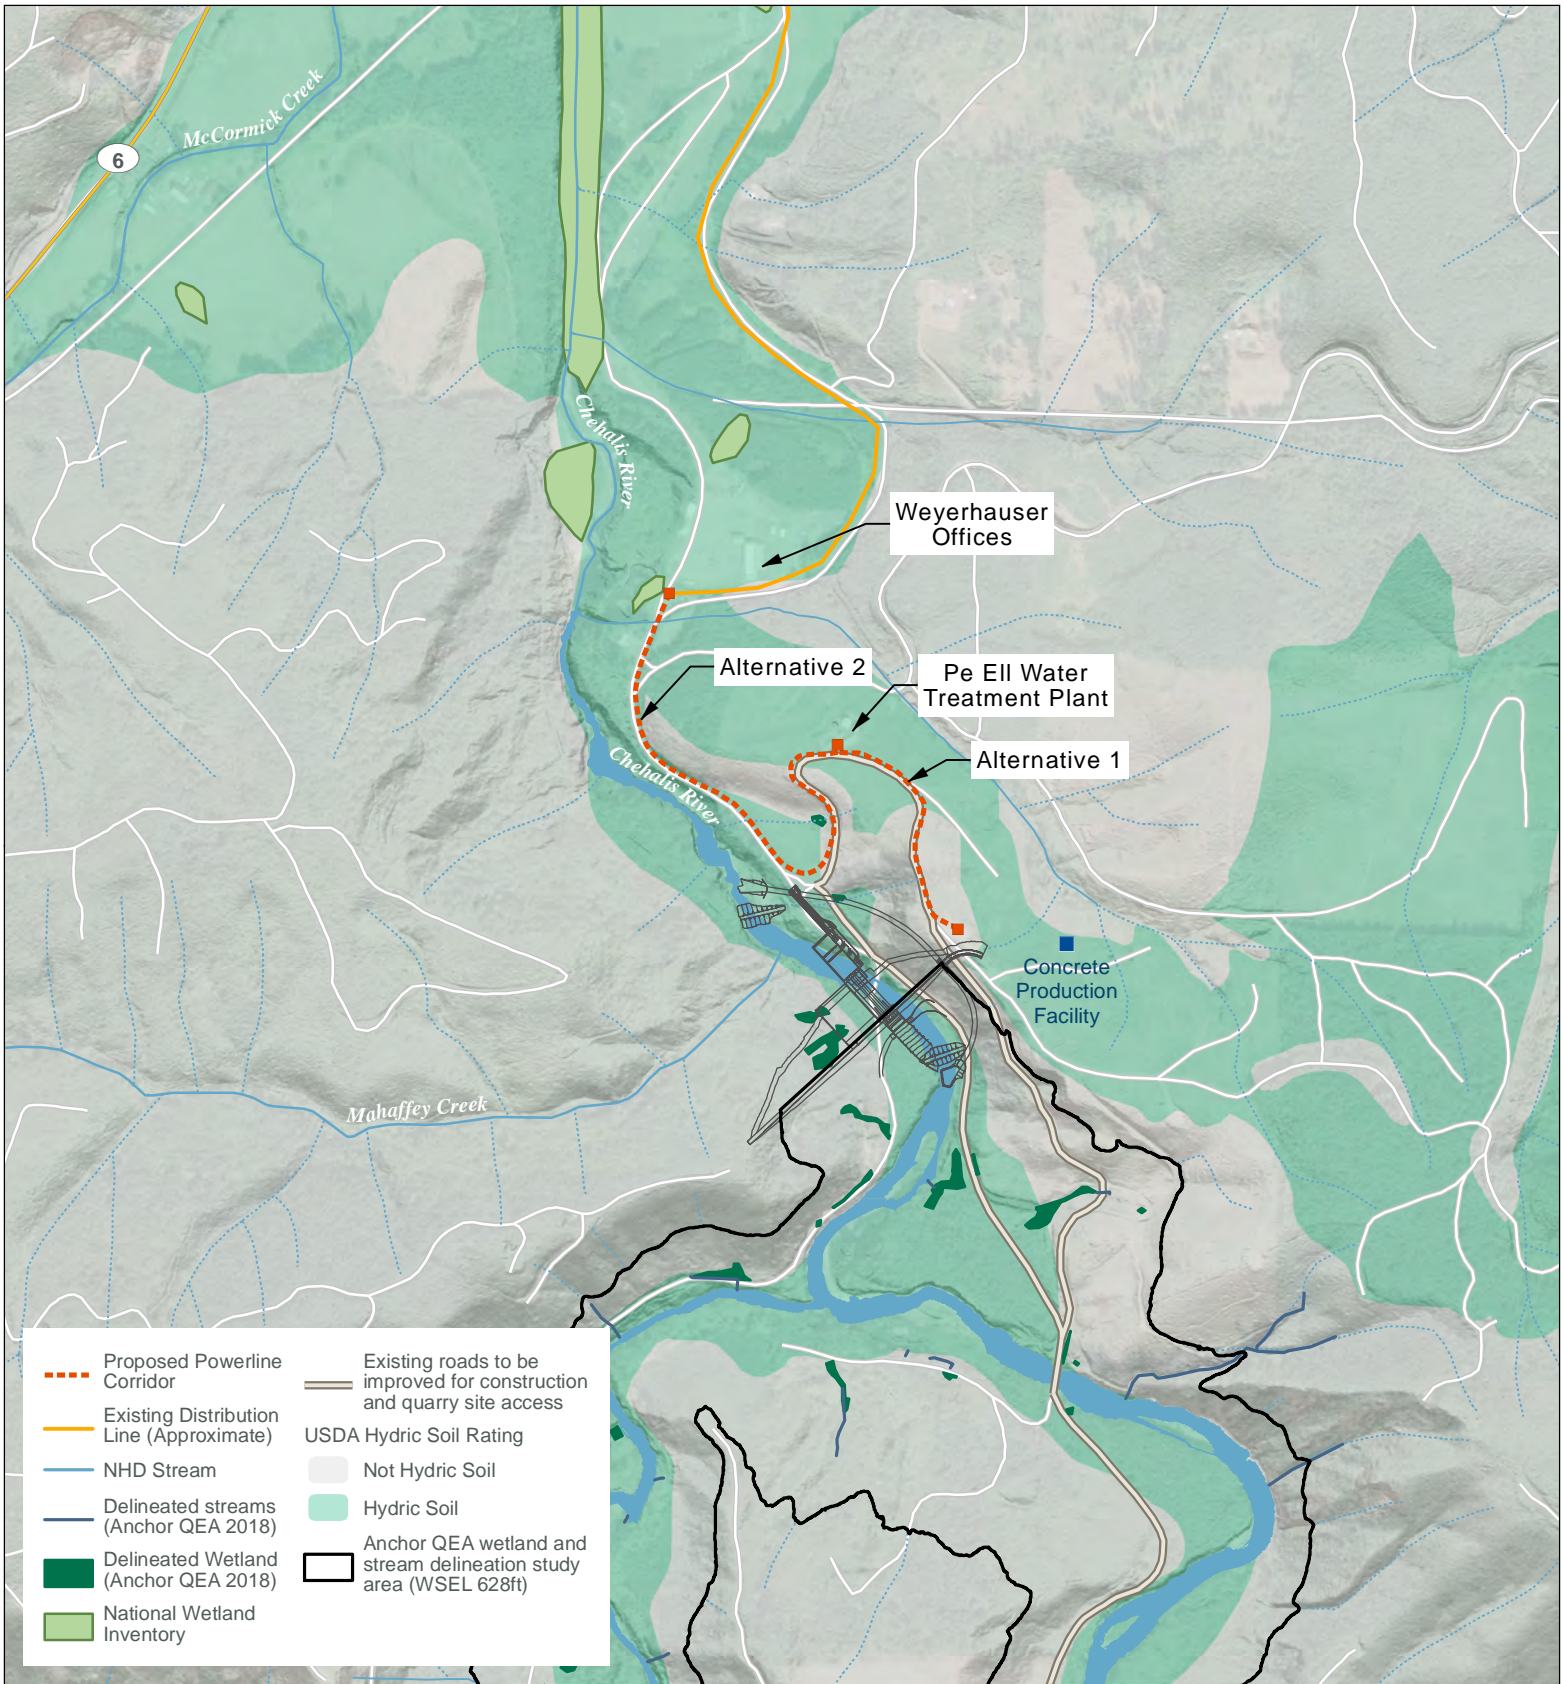 McCormick Creek
6
Chehalis River
Weyerhauser
Offices
Alternative 2
Pe Ell Water
Treatment Plant
Alternative 1
Chehalis River
Concrete
Production
Facility
Mahaffey Creek
Proposed Powerline
Corridor
Existing Distribution
Line (Approximate)
NHD Stream
Delineated streams
(Anchor QEA 2018)
Delineated Wetland
(Anchor QEA 2018)
National Wetland
Inventory
Existing roads to be
improved for construction
and quarry site access
USDA Hydric Soil Rating
Not Hydric Soil
Hydric Soil
Anchor QEA wetland and
stream delineation study
area (WSEL 628ft)